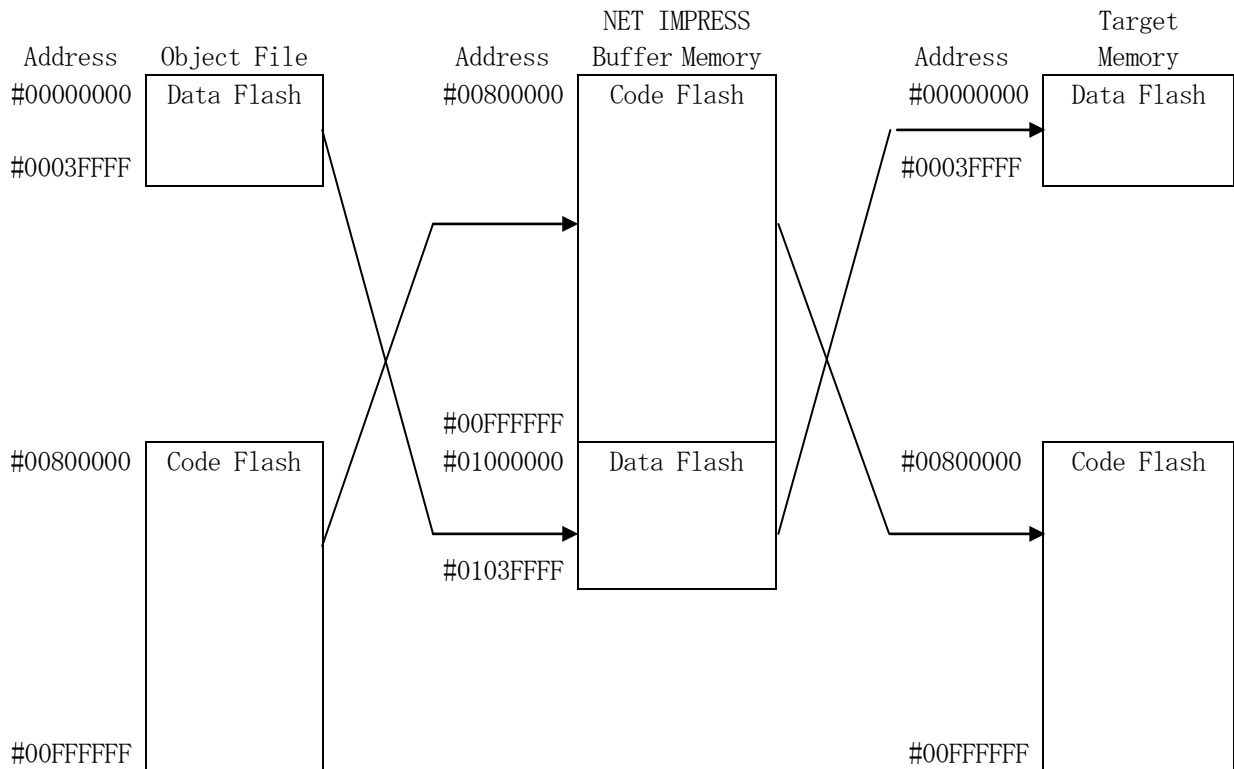 NET IMPRESS Target
Address Object File Address Buffer Memory Address Memory
#00000000 Data Flash #00800000 Code Flash #00000000 Data Flash
#0003FFFF #0003FFFF
#00FFFFFF
#00800000 Code Flash #01000000 Data Flash #00800000 Code Flash
#0103FFFF
#00FFFFFF #00FFFFFF